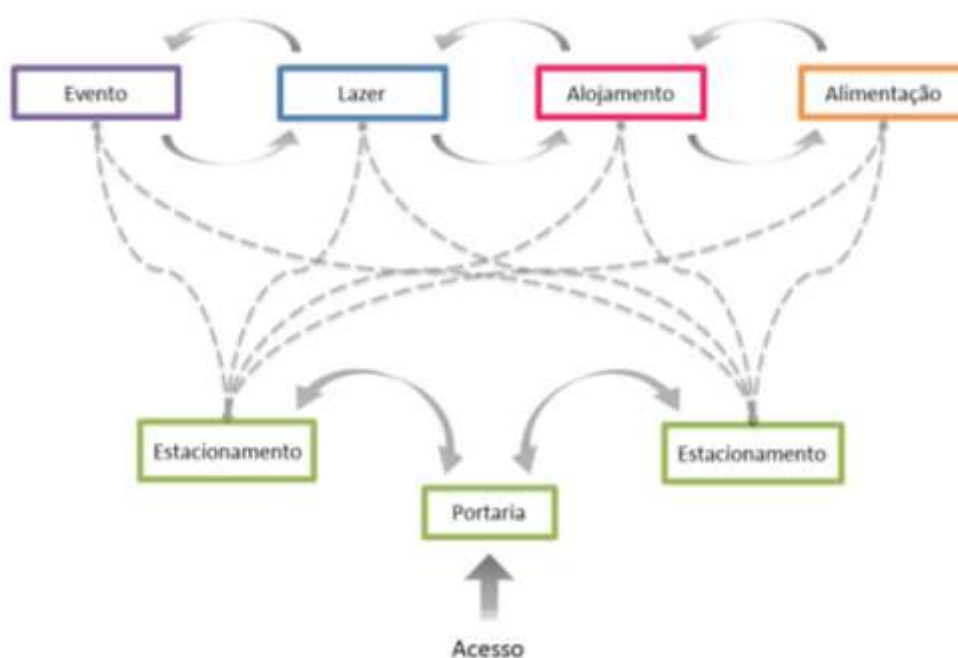 Evento
Lazer
Alojamento
Alimentação
Estacionamento
Estacionamento
Portaria
Acesso